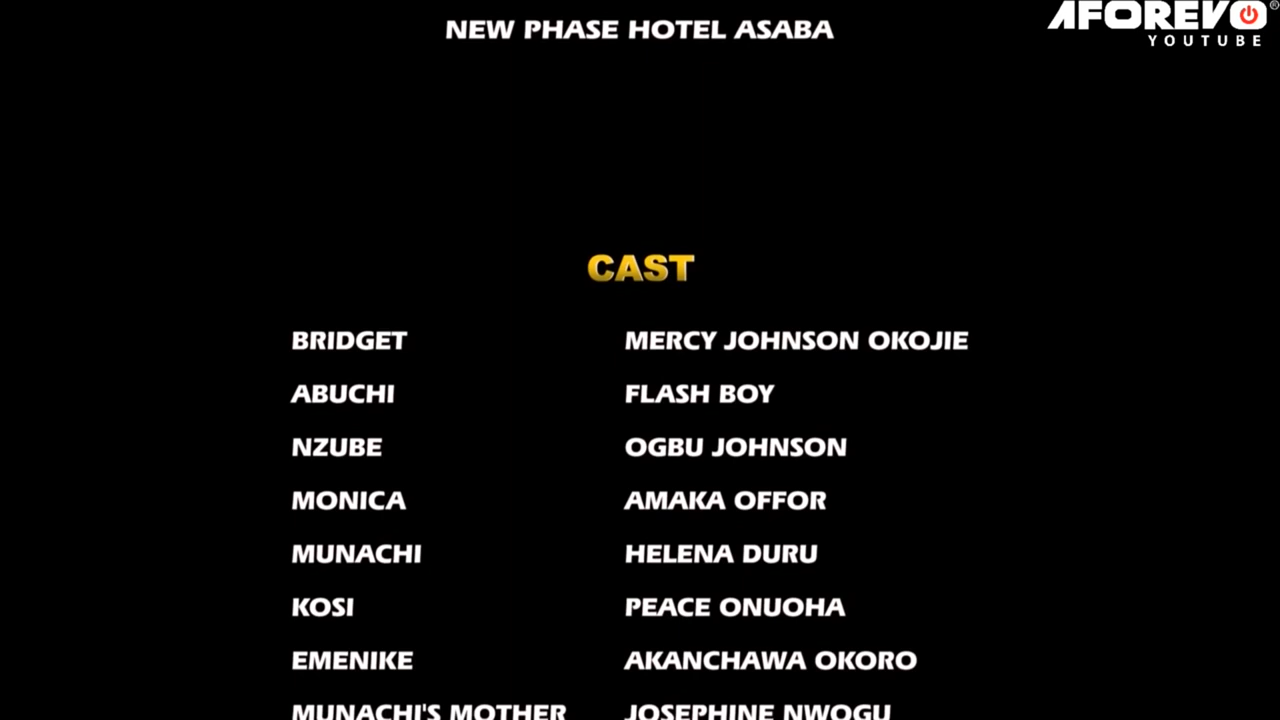 NEW PHASE HOTEL ASABA
AFOREVO®
YOUTUBE
CAST
BRIDGET MERCY JOHNSON OKOJIE
ABUCHI FLASH BOY
NZUBE OGBU JOHNSON
MONICA AMAKA OFFOR
MUNACHI HELENA DURU
KOSI PEACE ONUOHA
EMENIKE AKANCHAWA OKORO
MUNACHI'S MOTHER JOSEPHINE NWOGU